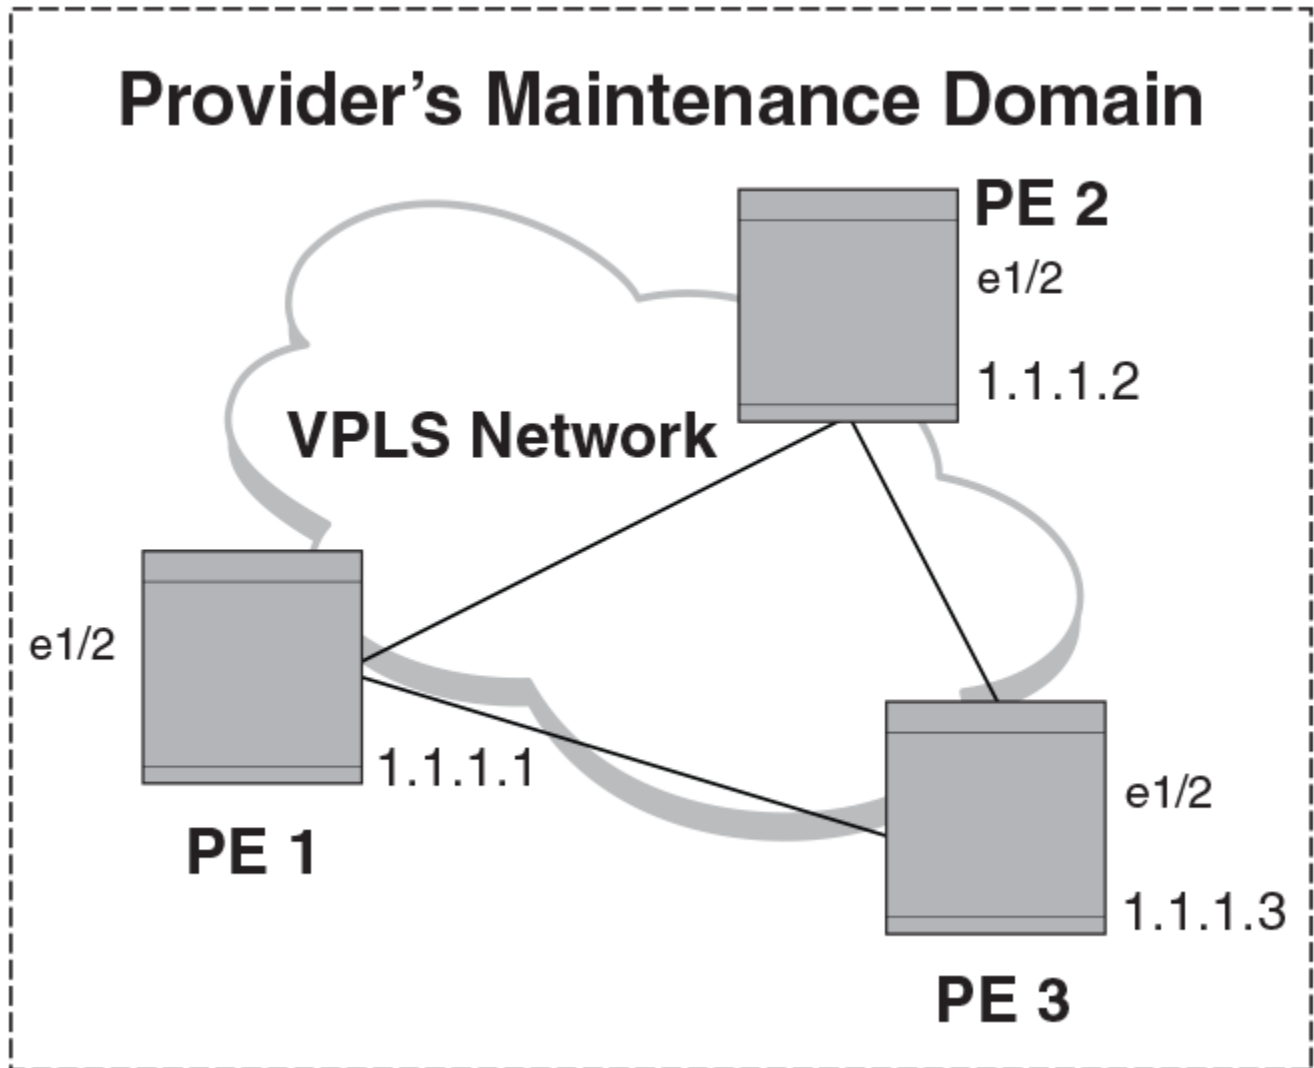 Provider’s Maintenance Domain
PE 2
e1/2
1.1.1.2
VPLS Network
e1/2
1.1.1.1
PE 1
e1/2
1.1.1.3
PE 3